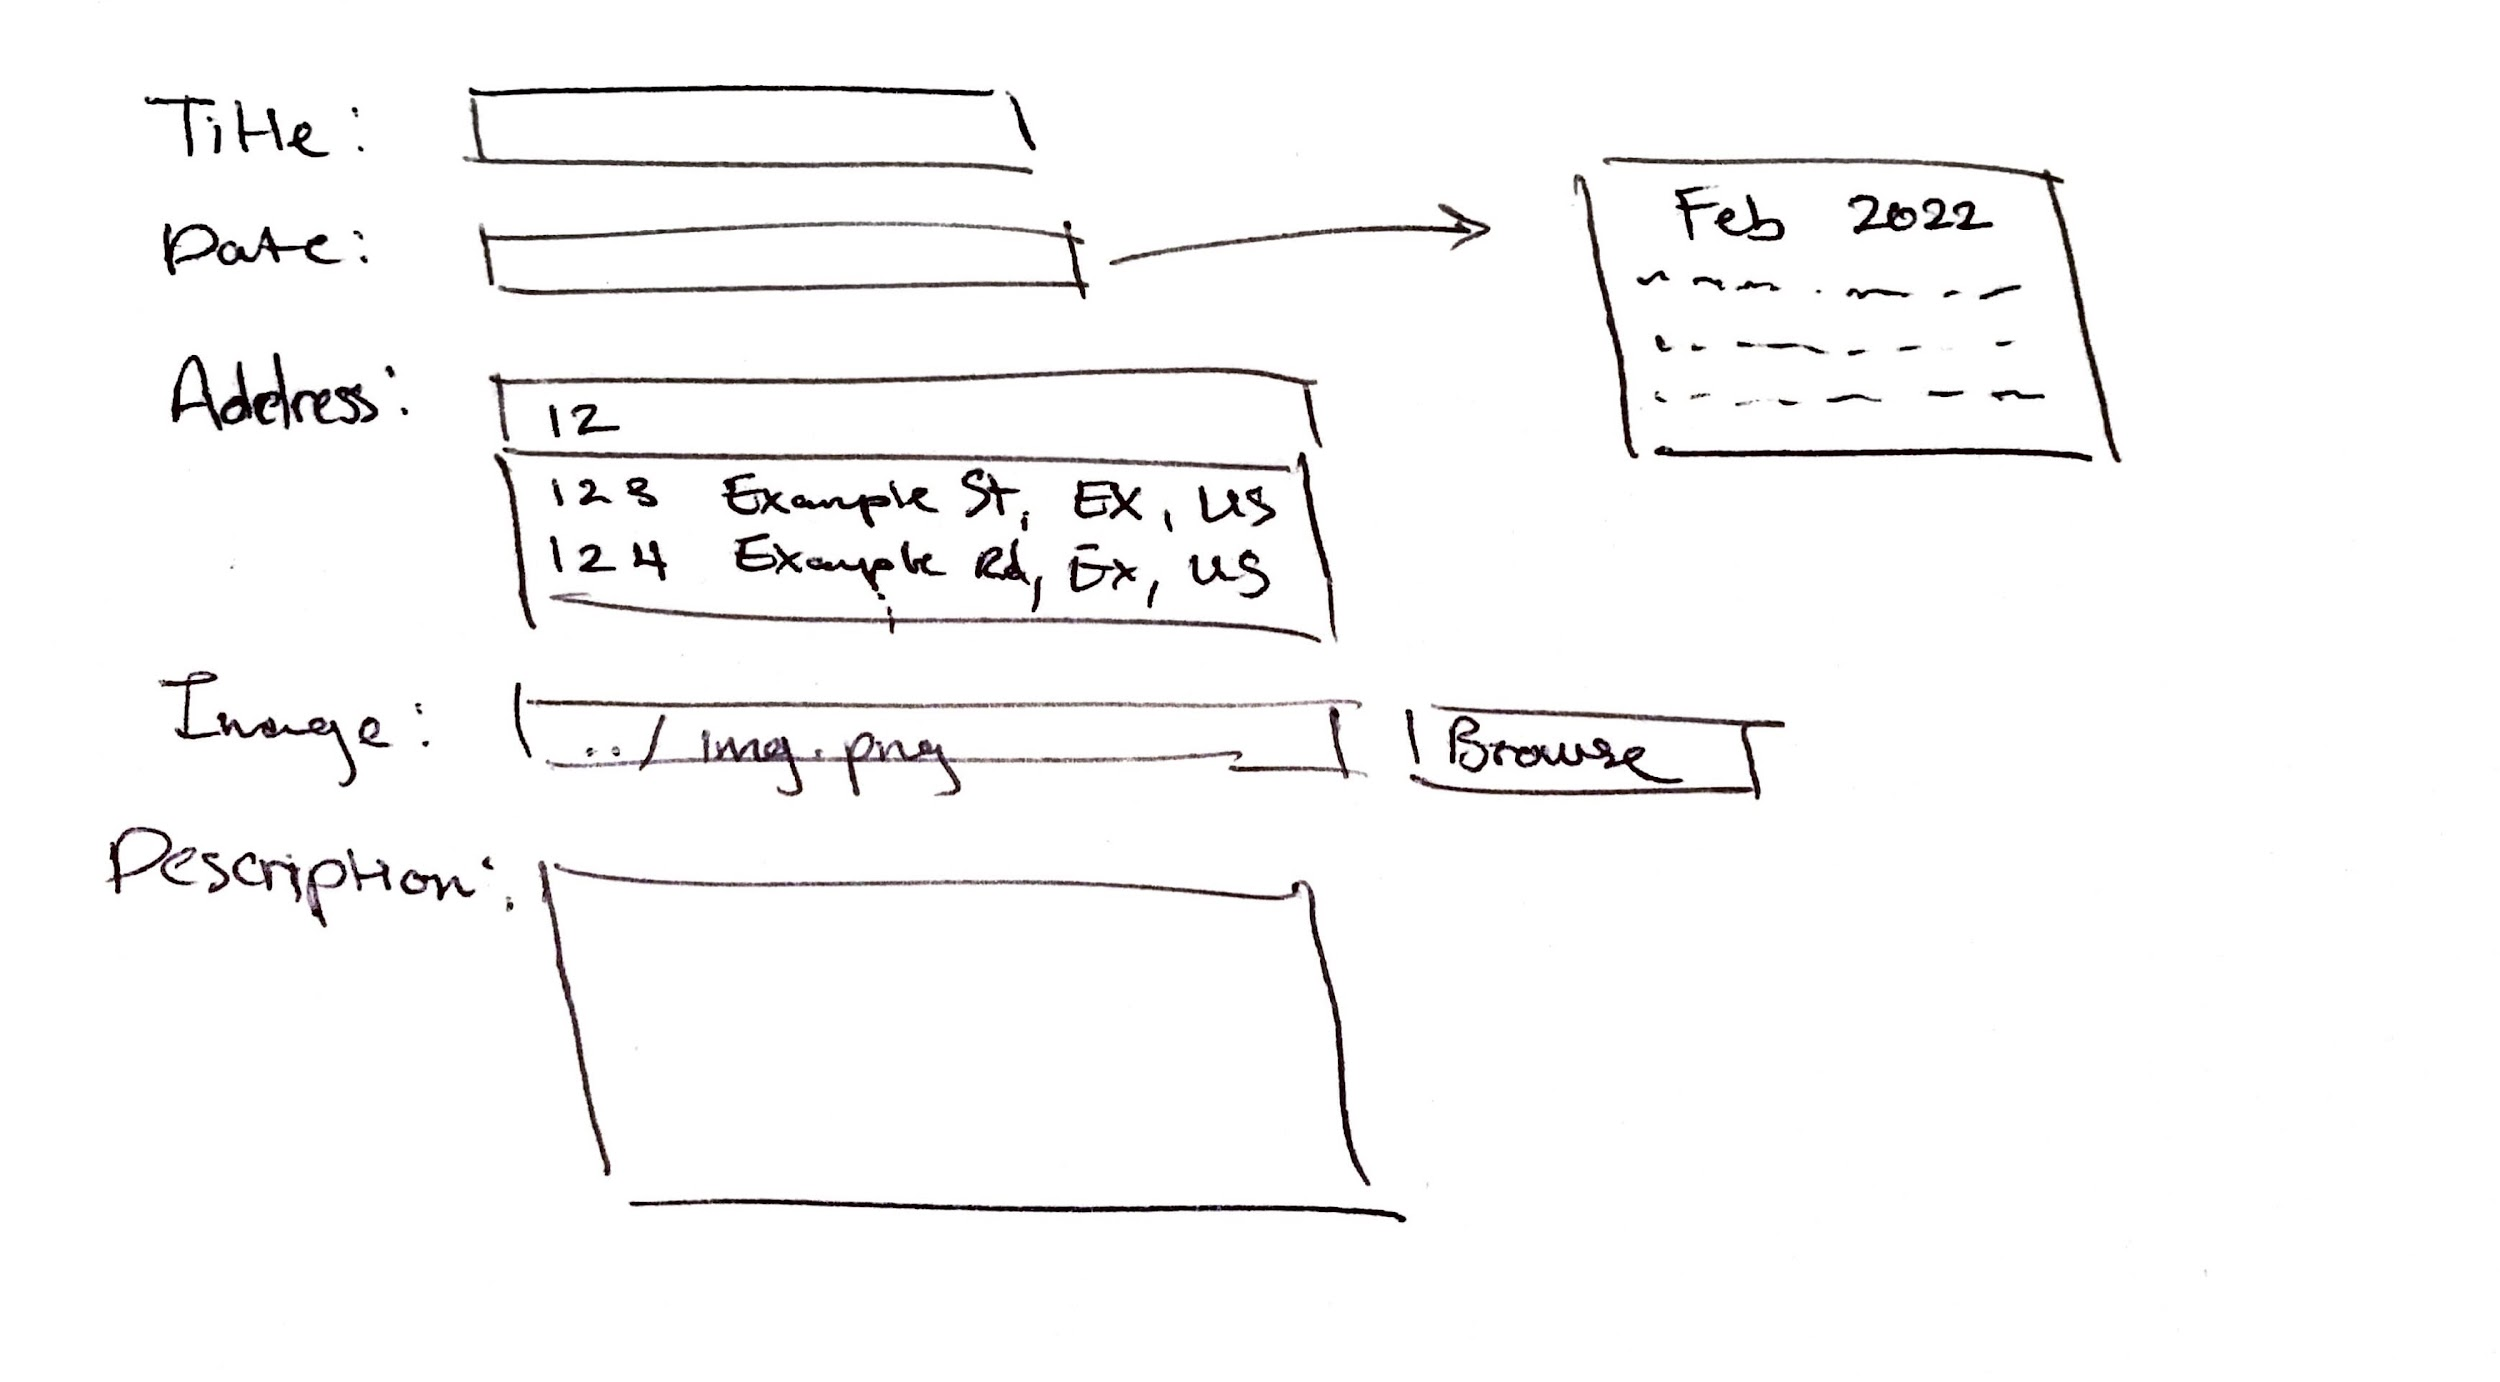 Title:
Date:
Feb 2022
Address:
12
123 Example St, EX, US
124 Example Rd, Ex, US
Image:
../img.png
Browse
Description: